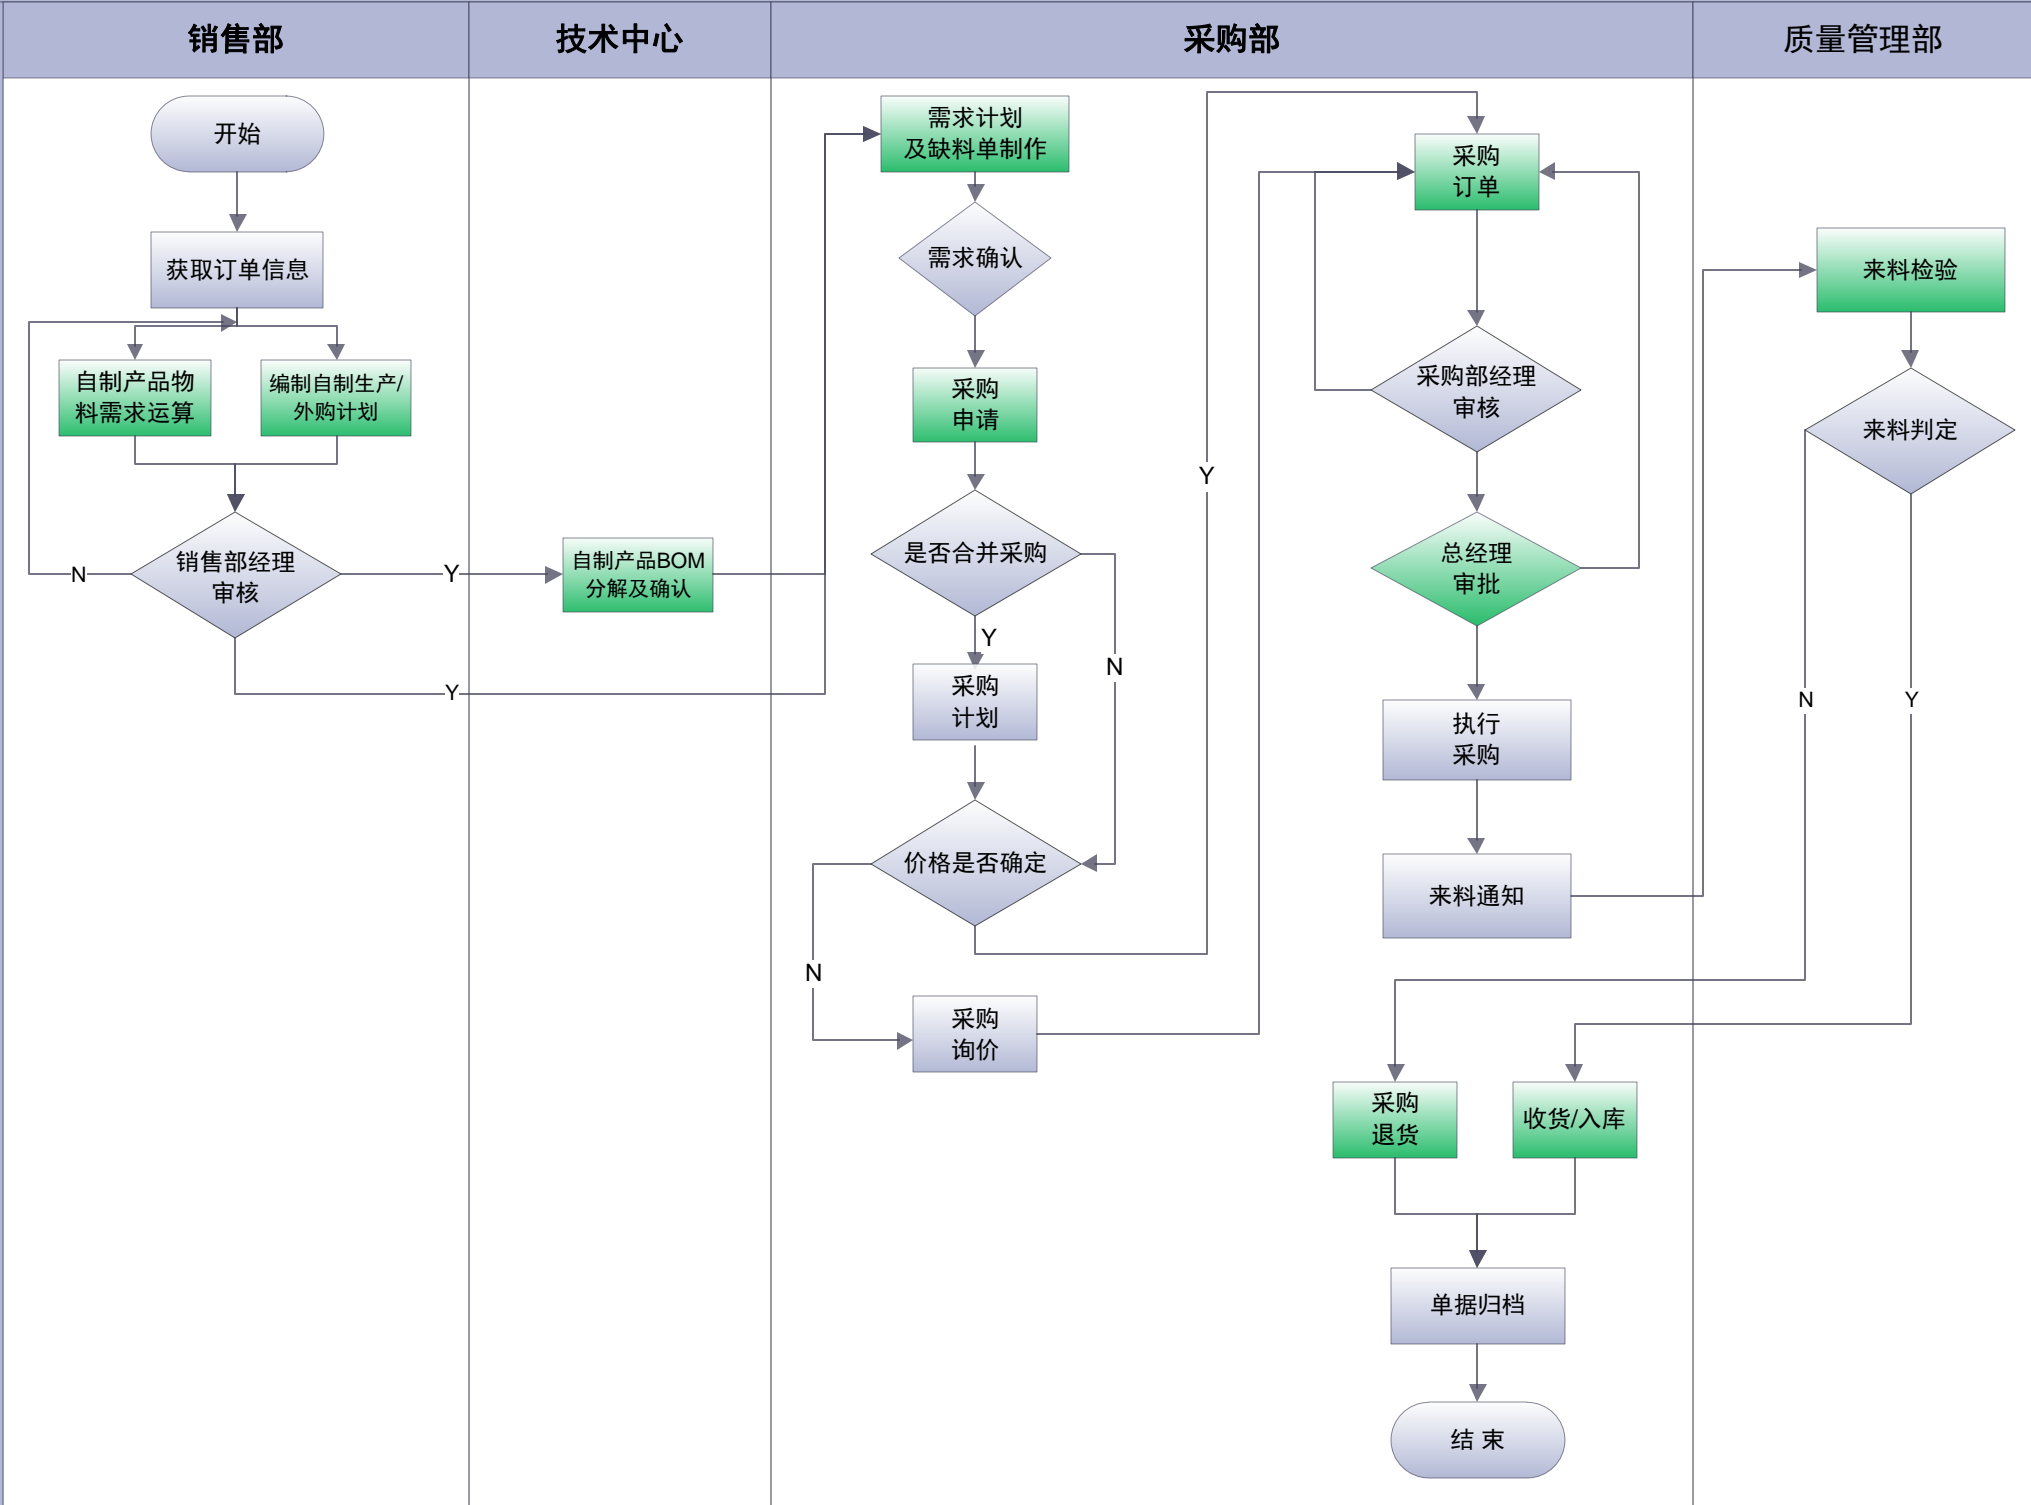 销售部
技术中心
采购部
质量管理部
开始
获取订单信息
自制产品物
料需求运算
编制自制生产/
外购计划
销售部经理
审核
N
Y
Y
自制产品BOM
分解及确认
需求计划
及缺料单制作
需求确认
采购
申请
是否合并采购
Y
N
采购
计划
价格是否确定
N
Y
采购
询价
采购
订单
采购部经理
审核
总经理
审批
执行
采购
来料通知
来料检验
来料判定
N
Y
采购
退货
收货/入库
单据归档
结 束